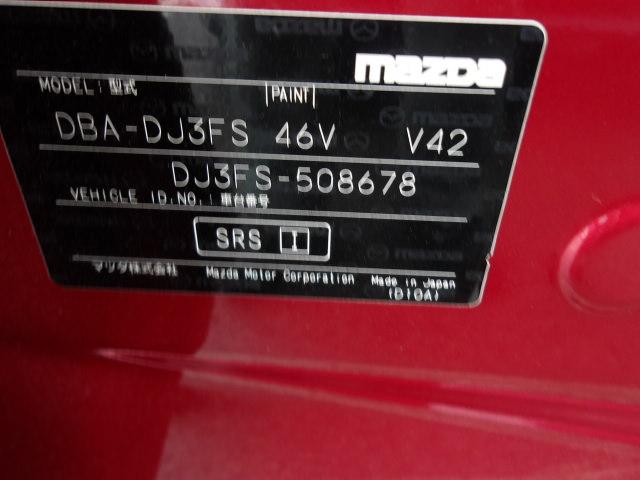 mazda
MODEL:型式 |PAINT|
DBA-DJ3FS 46V V42
DJ3FS-508678
VEHICLE ID.NO.:車台番号
SRS I
マツダ株式会社 Mazda Motor Corporation Made in Japan
(D10A)